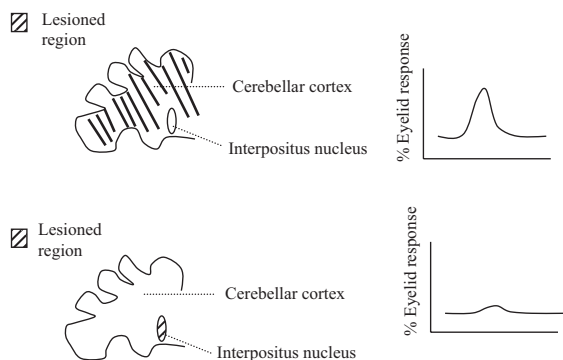 Lesioned
region
Cerebellar cortex
Interpositus nucleus
% Eyelid response
Lesioned
region
Cerebellar cortex
Interpositus nucleus
% Eyelid response